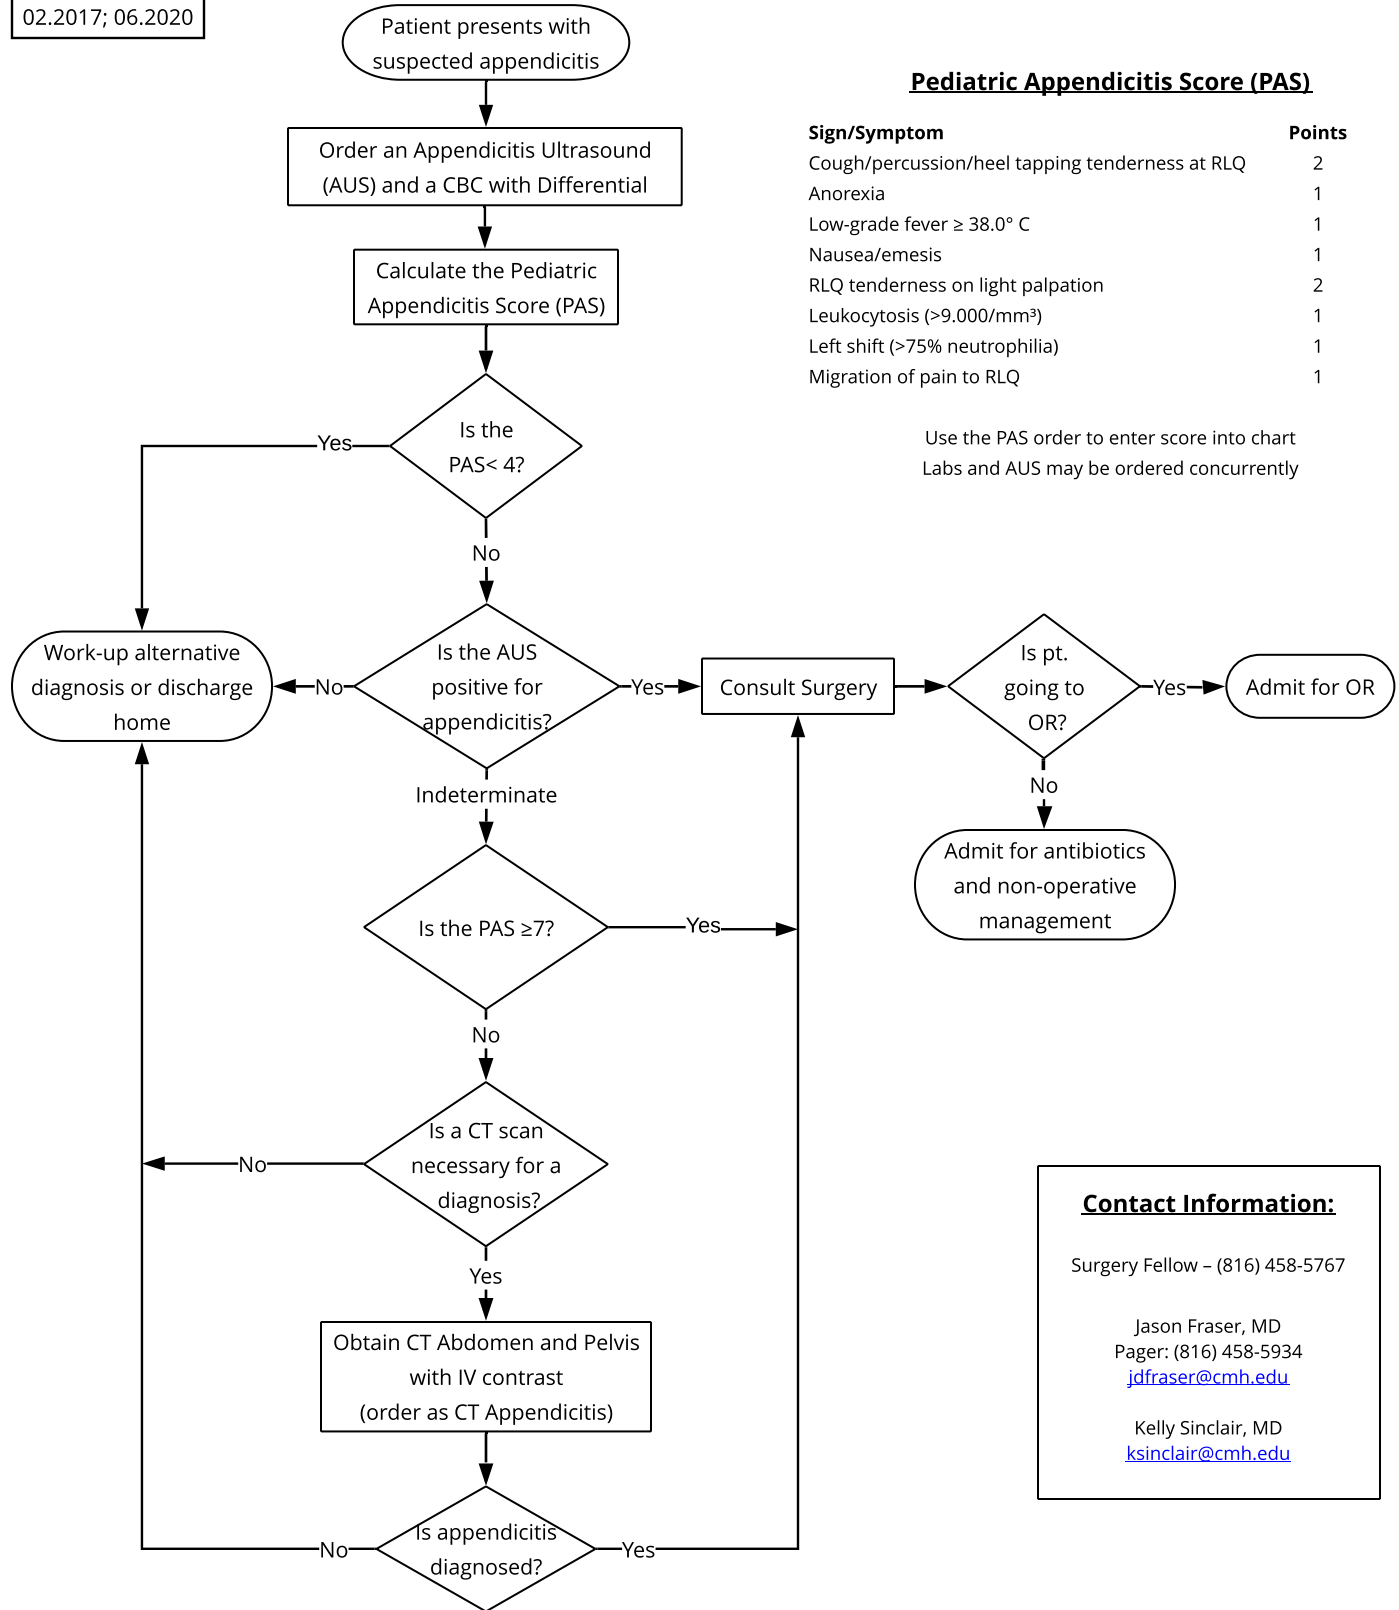 02.2017; 06.2020
Patient presents with
suspected appendicitis
Order an Appendicitis Ultrasound
(AUS) and a CBC with Differential
Calculate the Pediatric
Appendicitis Score (PAS)
Pediatric Appendicitis Score (PAS)
Sign/Symptom Points
Cough/percussion/heel tapping tenderness at RLQ 2
Anorexia 1
Low-grade fever ≥ 38.0° C 1
Nausea/emesis 1
RLQ tenderness on light palpation 2
Leukocytosis (>9.000/mm³) 1
Left shift (>75% neutrophilia) 1
Migration of pain to RLQ 1
Use the PAS order to enter score into chart
Labs and AUS may be ordered concurrently
Is the
PAS< 4?
Yes
No
Work-up alternative
diagnosis or discharge
home
No
Is the AUS
positive for
appendicitis?
Yes
Consult Surgery
Is pt.
going to
OR?
Yes
Admit for OR
No
Admit for antibiotics
and non-operative
management
Indeterminate
Is the PAS ≥7?
Yes
No
Is a CT scan
necessary for a
diagnosis?
No
Yes
Obtain CT Abdomen and Pelvis
with IV contrast
(order as CT Appendicitis)
Is appendicitis
diagnosed?
No
Yes
Contact Information:
Surgery Fellow – (816) 458-5767
Jason Fraser, MD
Pager: (816) 458-5934
jdfraser@cmh.edu
Kelly Sinclair, MD
ksinclair@cmh.edu